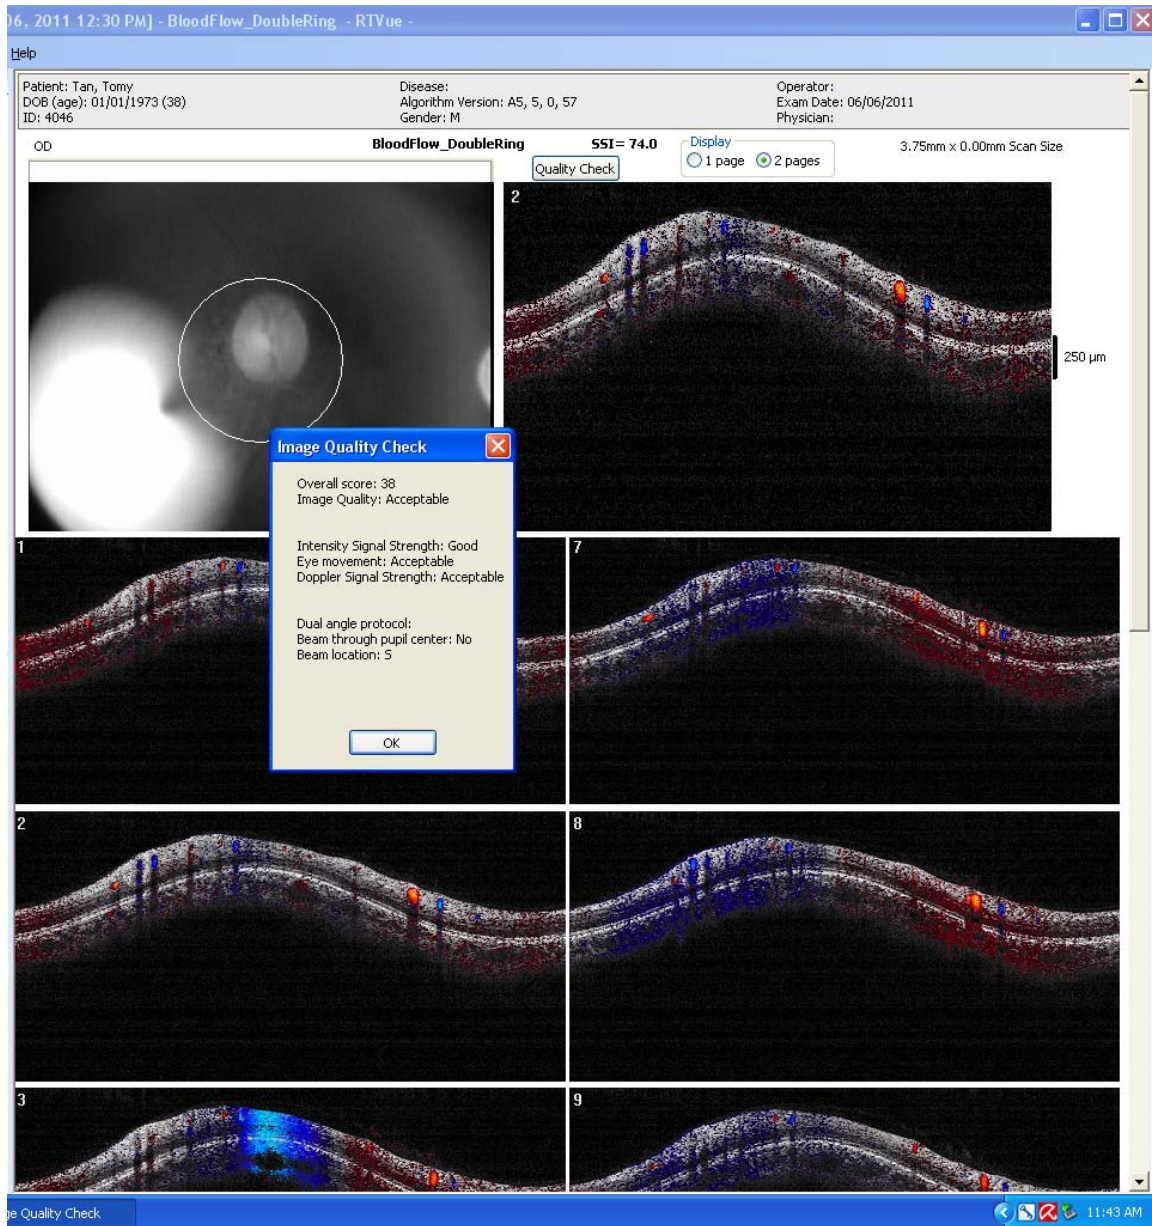 06, 2011 12:30 PM] - BloodFlow_DoubleRing - RTVue -
Help
Patient: Tan, Tomy
DOB (age): 01/01/1973 (38)
ID: 4046
Disease:
Algorithm Version: A5, 5, 0, 57
Gender: M
Operator:
Exam Date: 06/06/2011
Physician:
OD
BloodFlow_DoubleRing
SSI= 74.0
Quality Check
Display
1 page
2 pages
3.75mm x 0.00mm Scan Size
2
250 µm
Image Quality Check
Overall score: 38
Image Quality: Acceptable
Intensity Signal Strength: Good
Eye movement: Acceptable
Doppler Signal Strength: Acceptable
Dual angle protocol:
Beam through pupil center: No
Beam location: S
OK
1
7
2
8
3
9
ge Quality Check
11:43 AM